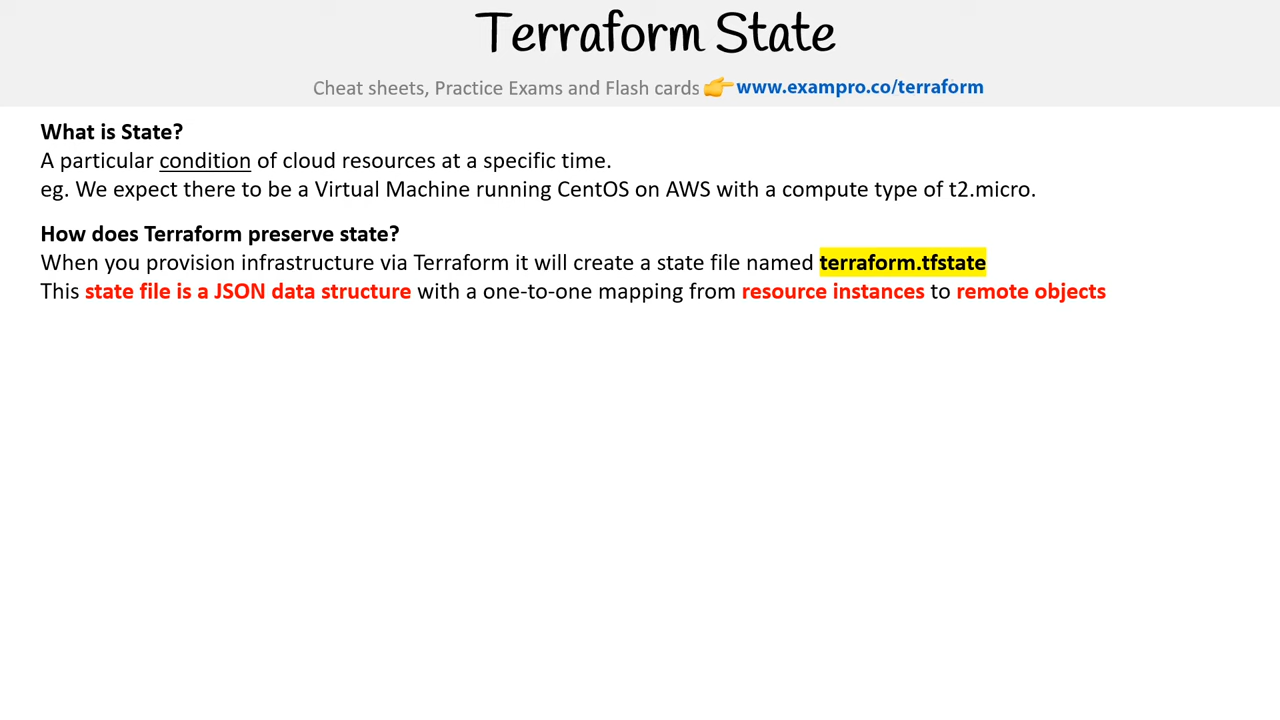 Terraform State
Cheat sheets, Practice Exams and Flash cards 👉 www.exampro.co/terraform
What is State?
A particular condition of cloud resources at a specific time.
eg. We expect there to be a Virtual Machine running CentOS on AWS with a compute type of t2.micro.
How does Terraform preserve state?
When you provision infrastructure via Terraform it will create a state file named terraform.tfstate
This state file is a JSON data structure with a one-to-one mapping from resource instances to remote objects